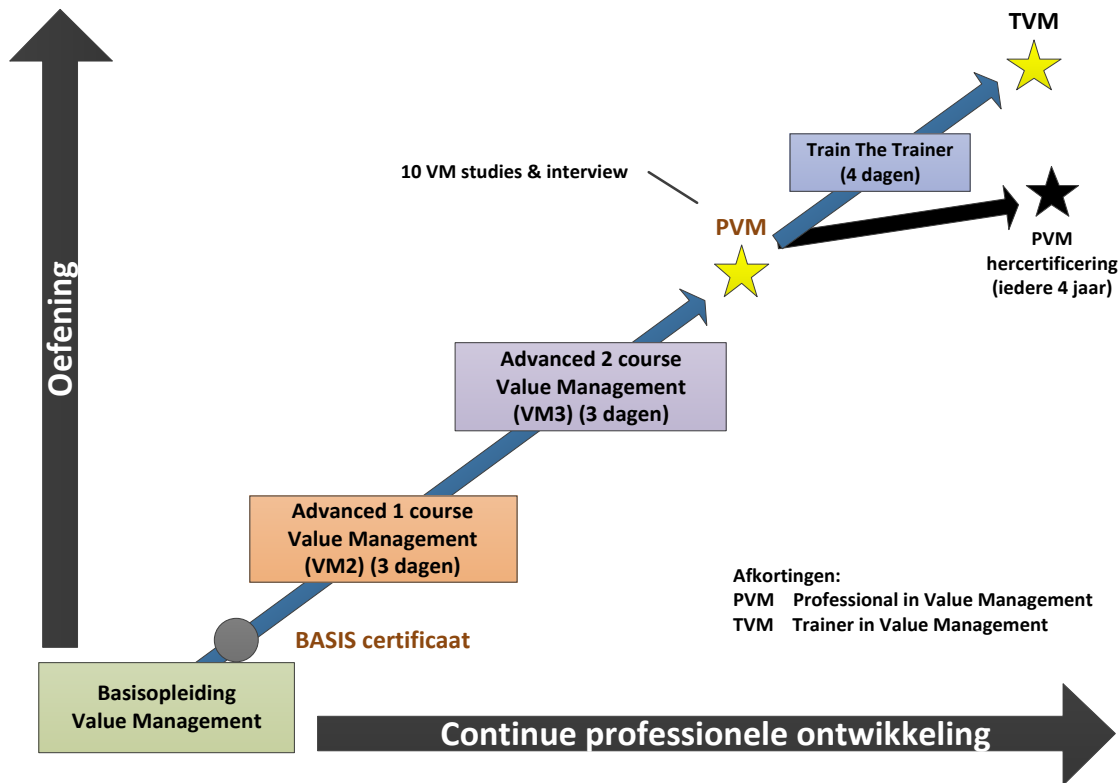 TVM
Train The Trainer
(4 dagen)
10 VM studies & interview
PVM
PVM
hercertificering
(iedere 4 jaar)
Oefening
Advanced 2 course
Value Management
(VM3) (3 dagen)
Advanced 1 course
Value Management
(VM2) (3 dagen)
Afkortingen:
PVM Professional in Value Management
TVM Trainer in Value Management
BASIS certificaat
Basisopleiding
Value Management
Continue professionele ontwikkeling